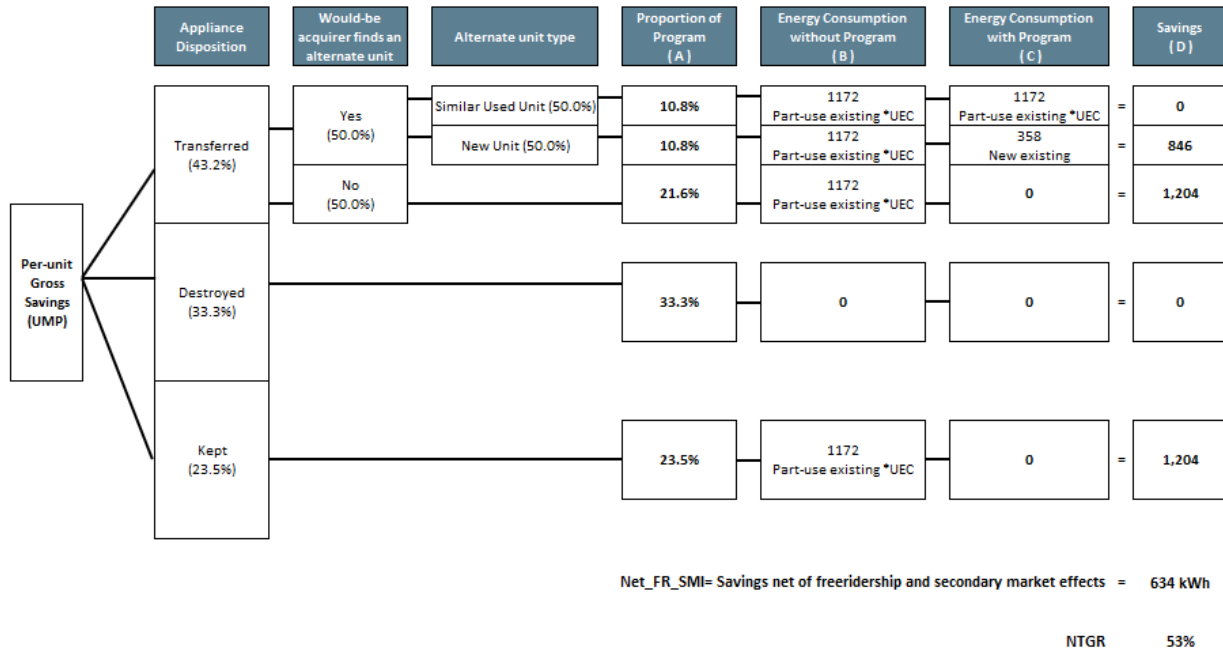 Appliance
Disposition
Would-be
acquirer finds an
alternate unit
Alternate unit type
Proportion of
Program
( A )
Energy Consumption
without Program
( B )
Energy Consumption
with Program
( C )
Savings
( D )
Per-unit
Gross
Savings
(UMP)
Transferred
(43.2%)
Yes
(50.0%)
Similar Used Unit (50.0%)
10.8%
1172
Part-use existing *UEC
1172
Part-use existing *UEC
=
0
New Unit (50.0%)
10.8%
1172
Part-use existing *UEC
358
New existing
=
846
No
(50.0%)
21.6%
1172
Part-use existing *UEC
0
=
1,204
Destroyed
(33.3%)
33.3%
0
0
=
0
Kept
(23.5%)
23.5%
1172
Part-use existing *UEC
0
=
1,204
Net_FR_SMI= Savings net of freeridership and secondary market effects = 634 kWh
NTGR 53%